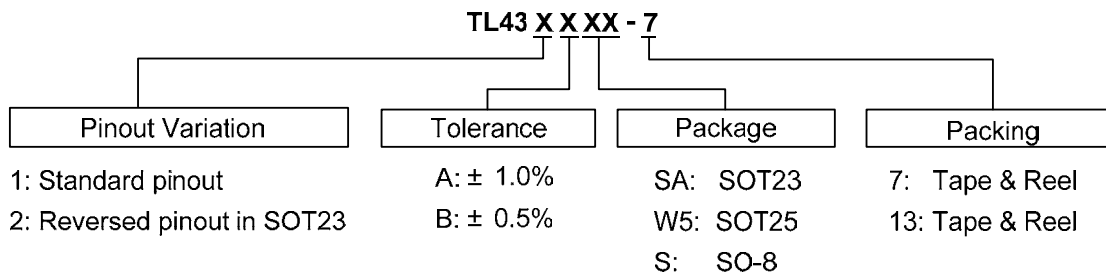 TL43 X X XX - 7
Pinout Variation
Tolerance
Package
Packing
1: Standard pinout
2: Reversed pinout in SOT23
A: ± 1.0%
B: ± 0.5%
SA: SOT23
W5: SOT25
S: SO-8
7: Tape & Reel
13: Tape & Reel